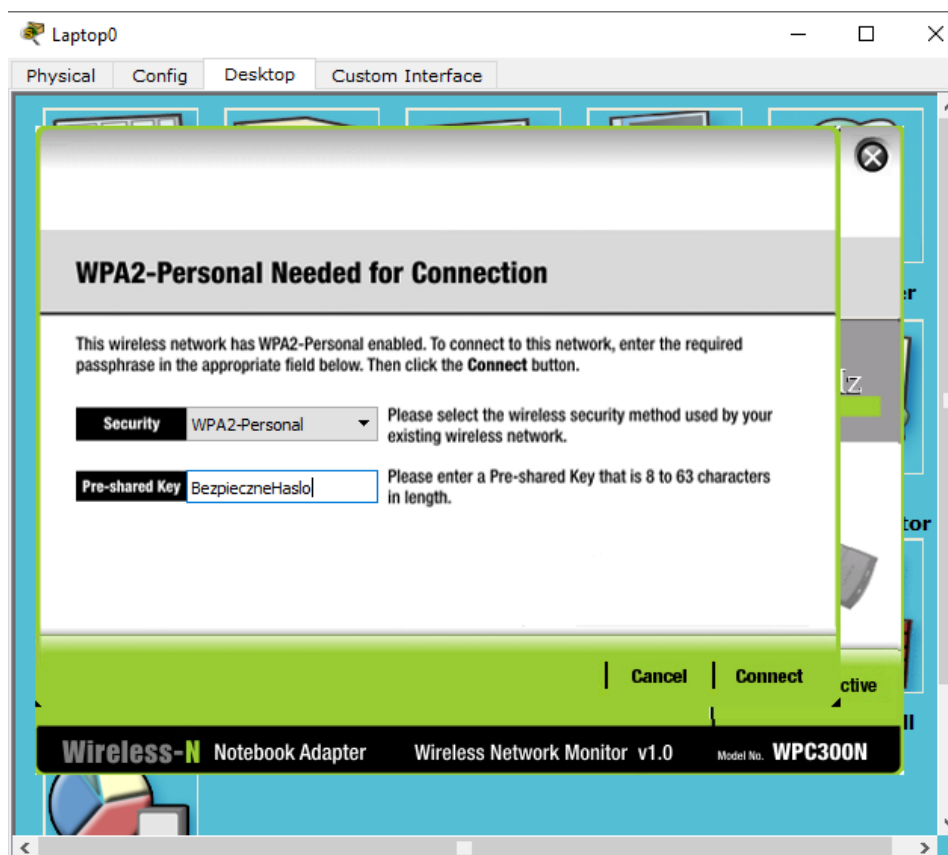 Laptop0
Physical Config Desktop Custom Interface
WPA2-Personal Needed for Connection
This wireless network has WPA2-Personal enabled. To connect to this network, enter the required
passphrase in the appropriate field below. Then click the Connect button.
Security WPA2-Personal Please select the wireless security method used by your
existing wireless network.
Pre-shared Key BezpieczneHaslo Please enter a Pre-shared Key that is 8 to 63 characters
in length.
Cancel Connect
Wireless-N Notebook Adapter Wireless Network Monitor v1.0 Model No. WPC300N